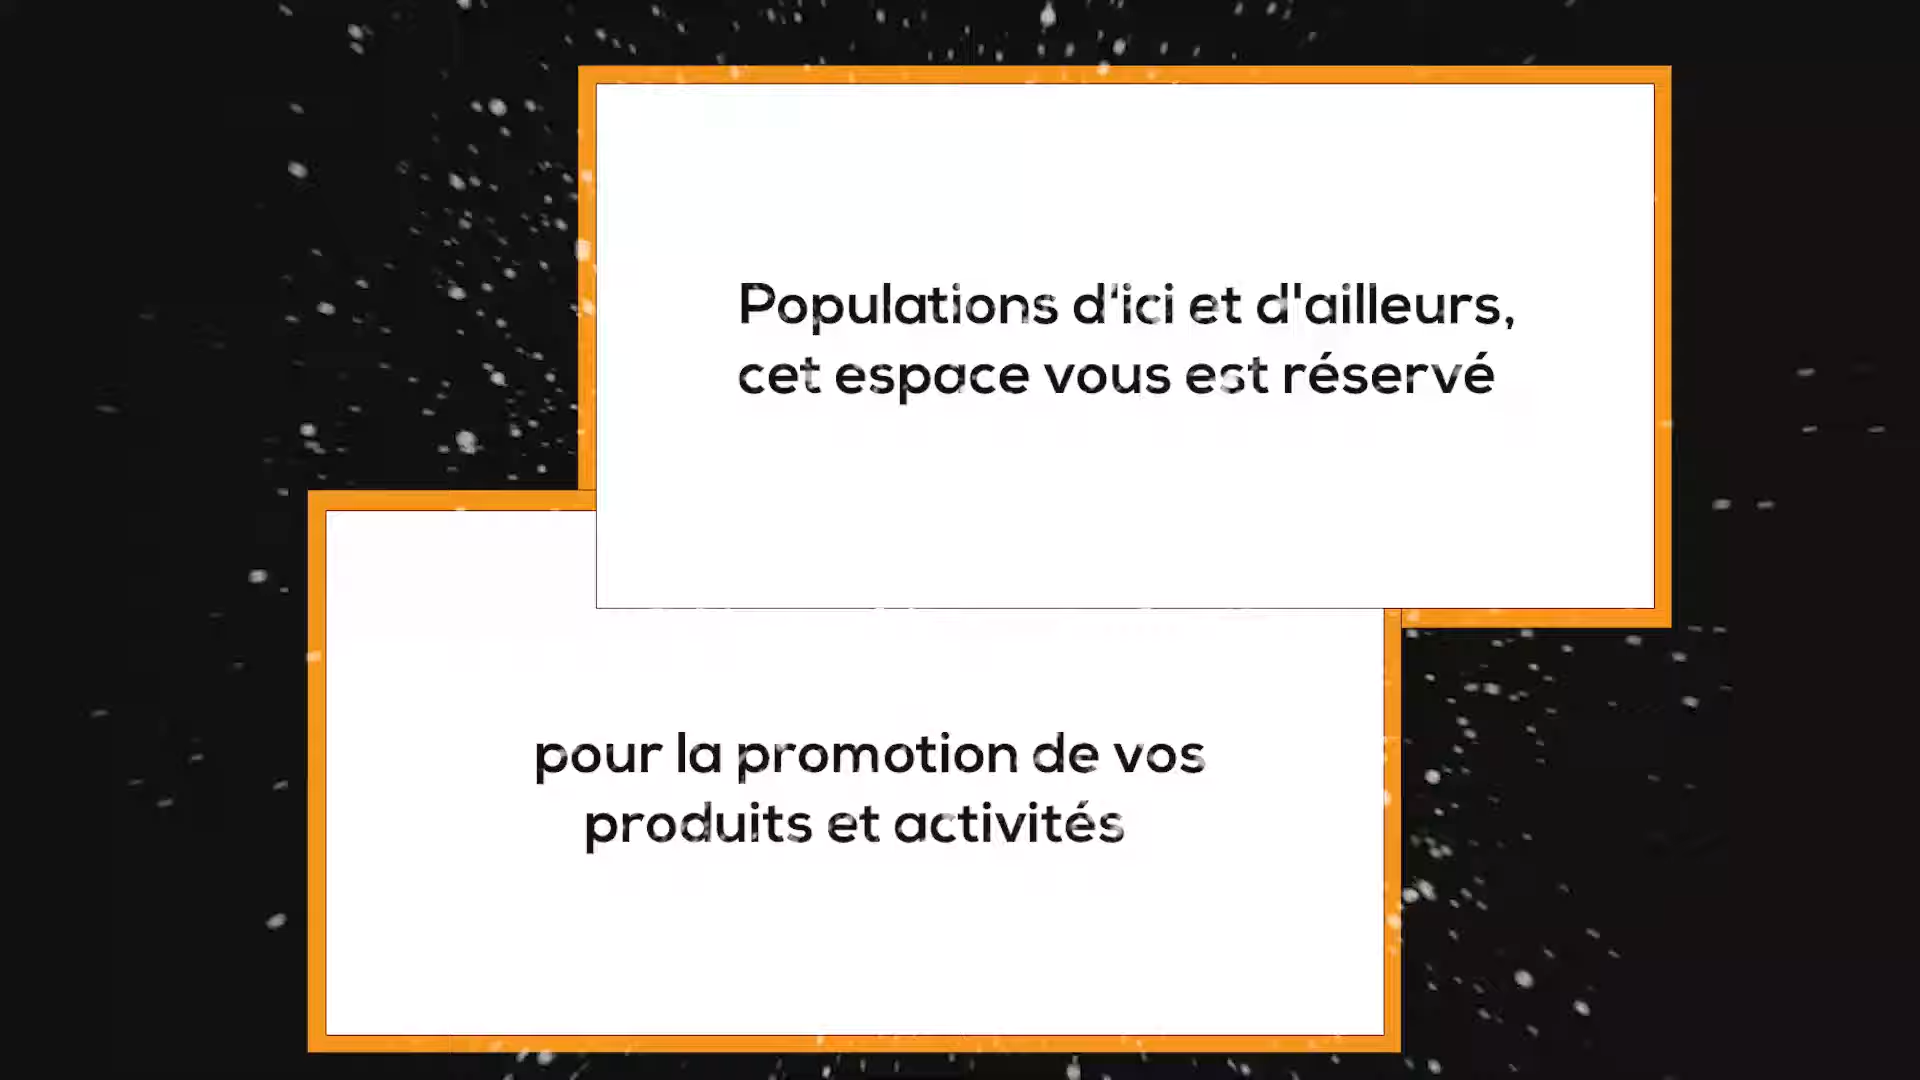 Populations d'ici et d'ailleurs,
cet espace vous est réservé
pour la promotion de vos
produits et activités